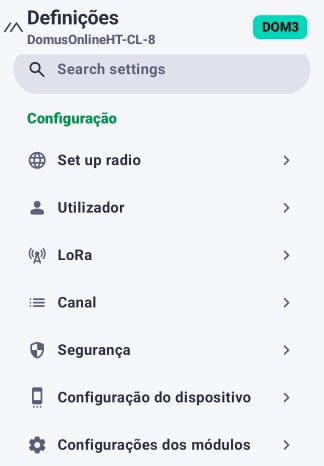 Definições
DomusOnlineHT-CL-8
DOM3
Search settings
Configuração
Set up radio
Utilizador
LoRa
Canal
Segurança
Configuração do dispositivo
Configurações dos módulos